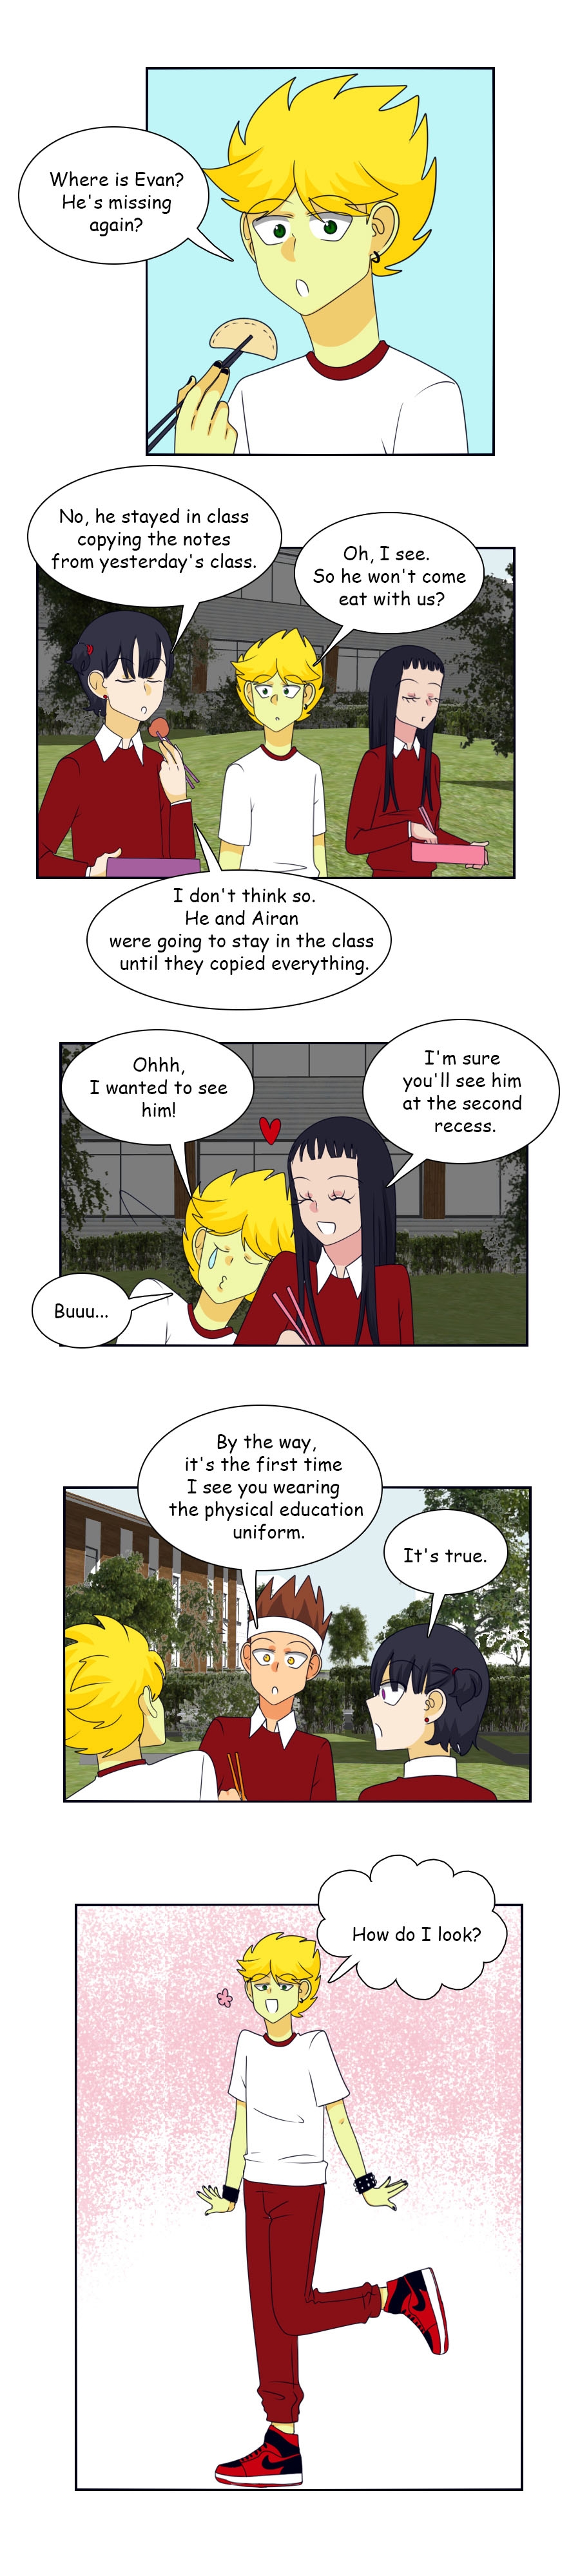 Where is Evan?
He's missing
again?
No, he stayed in class
copying the notes
from yesterday's class.
Oh, I see.
So he won't come
eat with us?
I don't think so.
He and Airan
were going to stay in the class
until they copied everything.
Ohhh,
I wanted to see
him!
I'm sure
you'll see him
at the second
recess.
Buuu...
By the way,
it's the first time
I see you wearing
the physical education
uniform.
It's true.
How do I look?